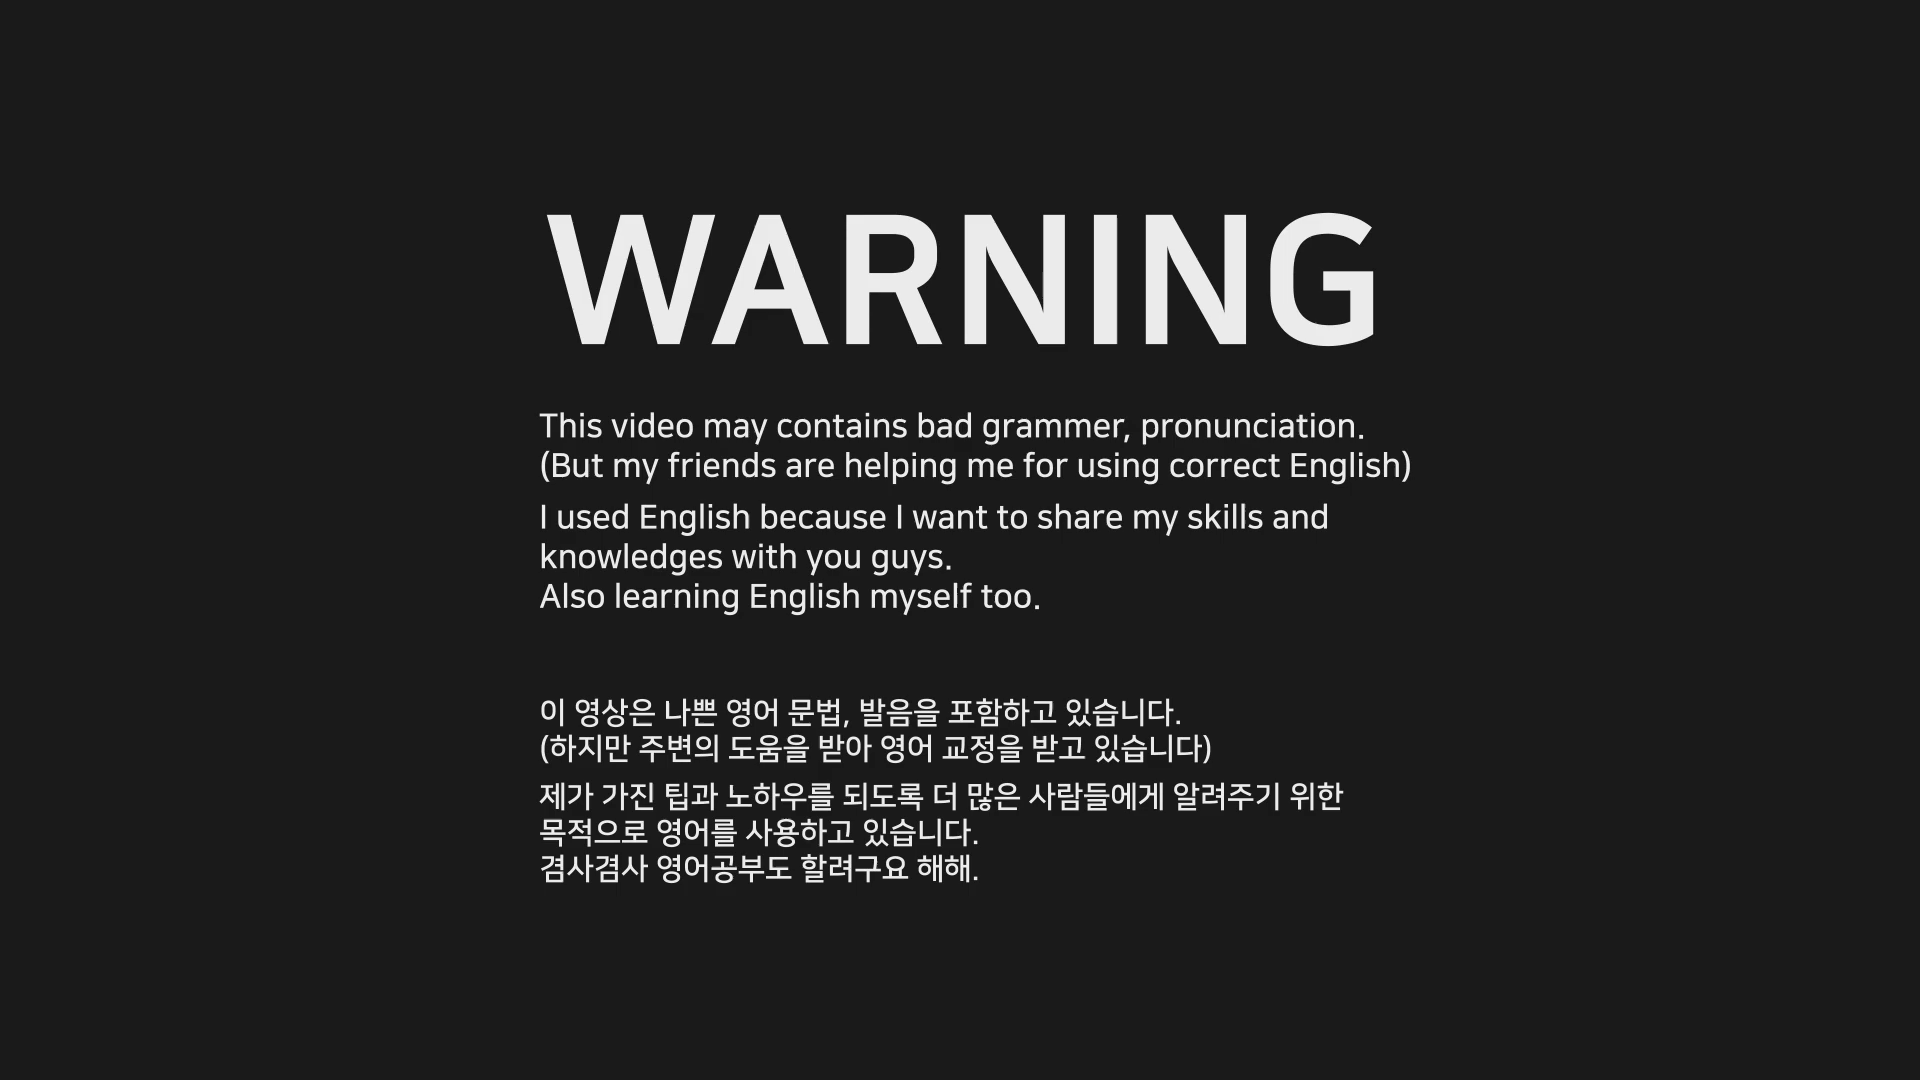 WARNING
This video may contains bad grammer, pronunciation.
(But my friends are helping me for using correct English)
I used English because I want to share my skills and
knowledges with you guys.
Also learning English myself too.
이 영상은 나쁜 영어 문법, 발음을 포함하고 있습니다.
(하지만 주변의 도움을 받아 영어 교정을 받고 있습니다)
제가 가진 팁과 노하우를 되도록 더 많은 사람들에게 알려주기 위한
목적으로 영어를 사용하고 있습니다.
겸사겸사 영어공부도 할려구요 해해.